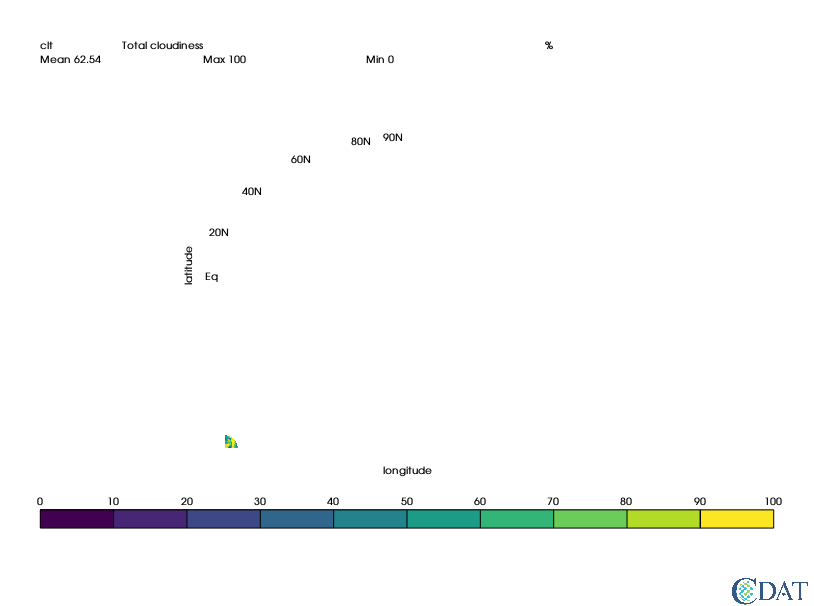 clt Total cloudiness %
Mean 62.54 Max 100 Min 0
90N
80N
60N
40N
20N
latitude
Eq
longitude
0 10 20 30 40 50 60 70 80 90 100
CDAT